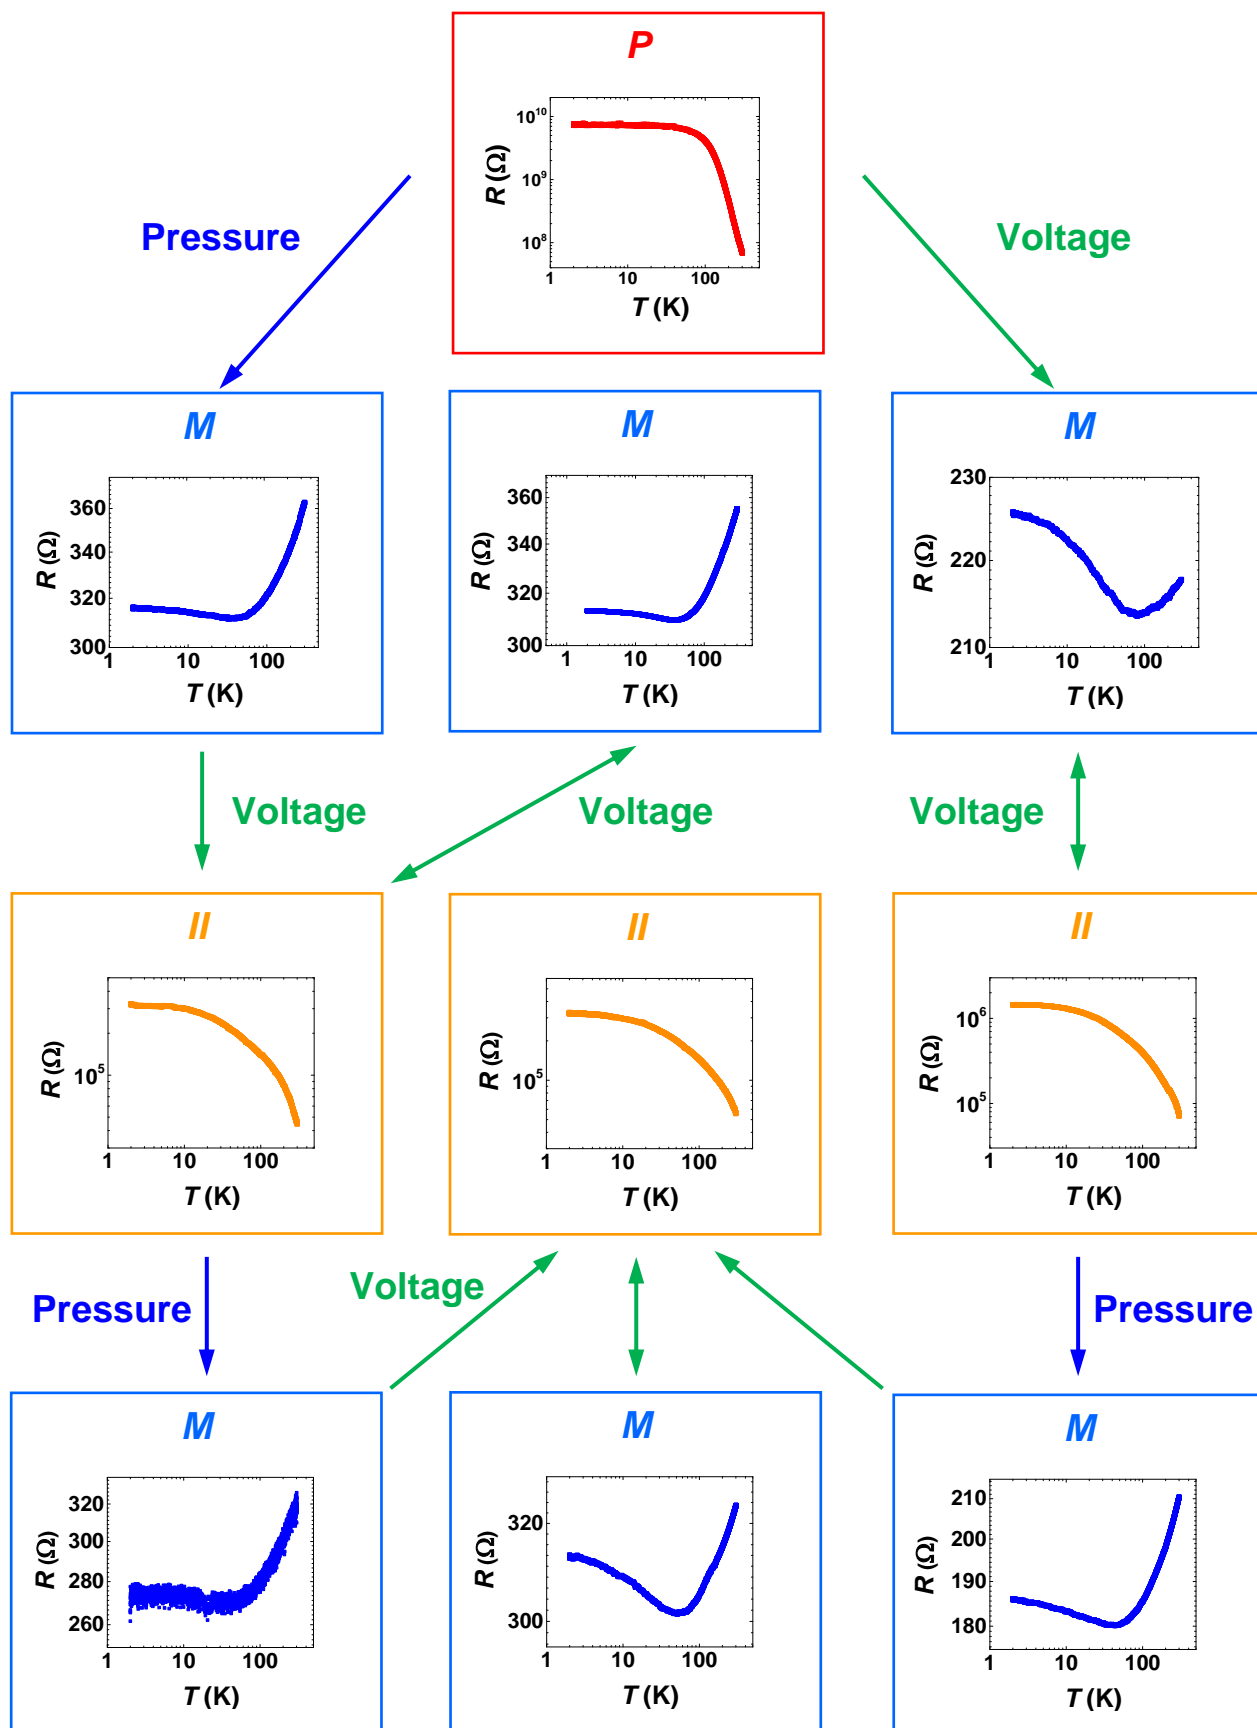 P
10¹⁰
10⁹
10⁸
R (Ω)
1 10 100
T (K)
Pressure
Voltage
M
360
340
320
300
R (Ω)
1 10 100
T (K)
M
360
340
320
300
R (Ω)
1 10 100
T (K)
M
230
220
210
R (Ω)
1 10 100
T (K)
Voltage
Voltage
Voltage
II
10⁵
R (Ω)
1 10 100
T (K)
II
10⁵
R (Ω)
1 10 100
T (K)
II
10⁶
10⁵
R (Ω)
1 10 100
T (K)
Pressure
Voltage
Pressure
M
320
300
280
260
R (Ω)
1 10 100
T (K)
M
320
300
R (Ω)
1 10 100
T (K)
M
210
200
190
180
R (Ω)
1 10 100
T (K)